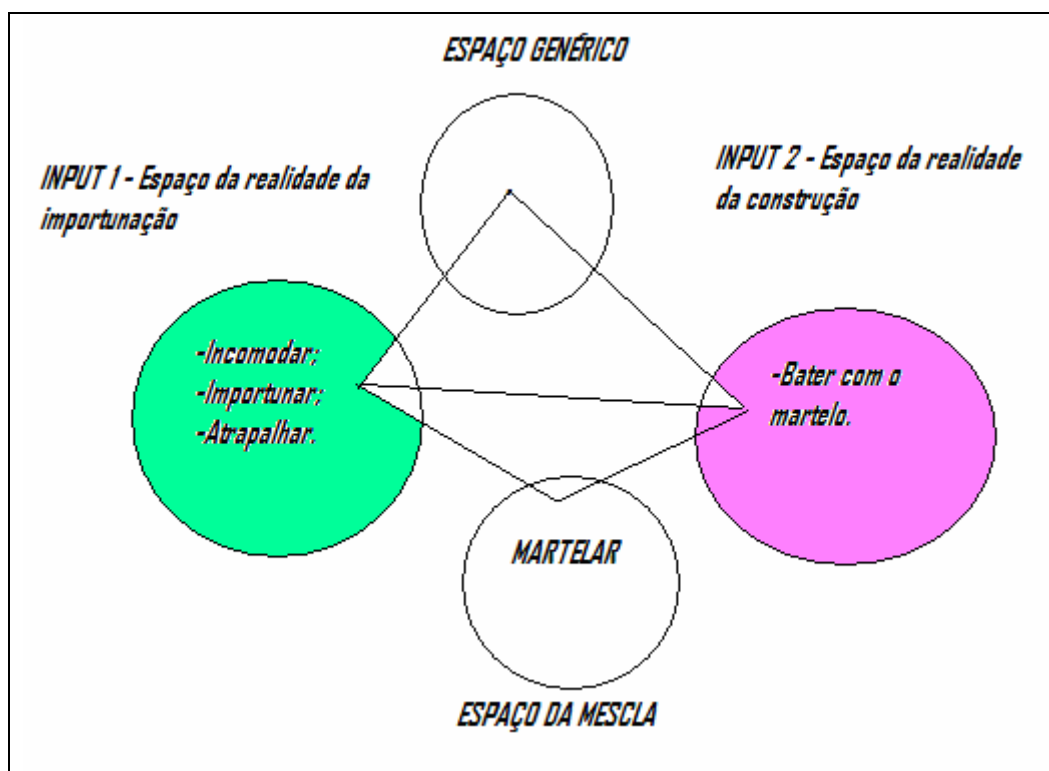 ESPAÇO GENÉRICO
INPUT 1 - Espaço da realidade da
importunação
INPUT 2 - Espaço da realidade
da construção
-Incomodar;
-Importunar;
-Atrapalhar.
-Bater com o
martelo.
MARTELAR
ESPAÇO DA MESCLA